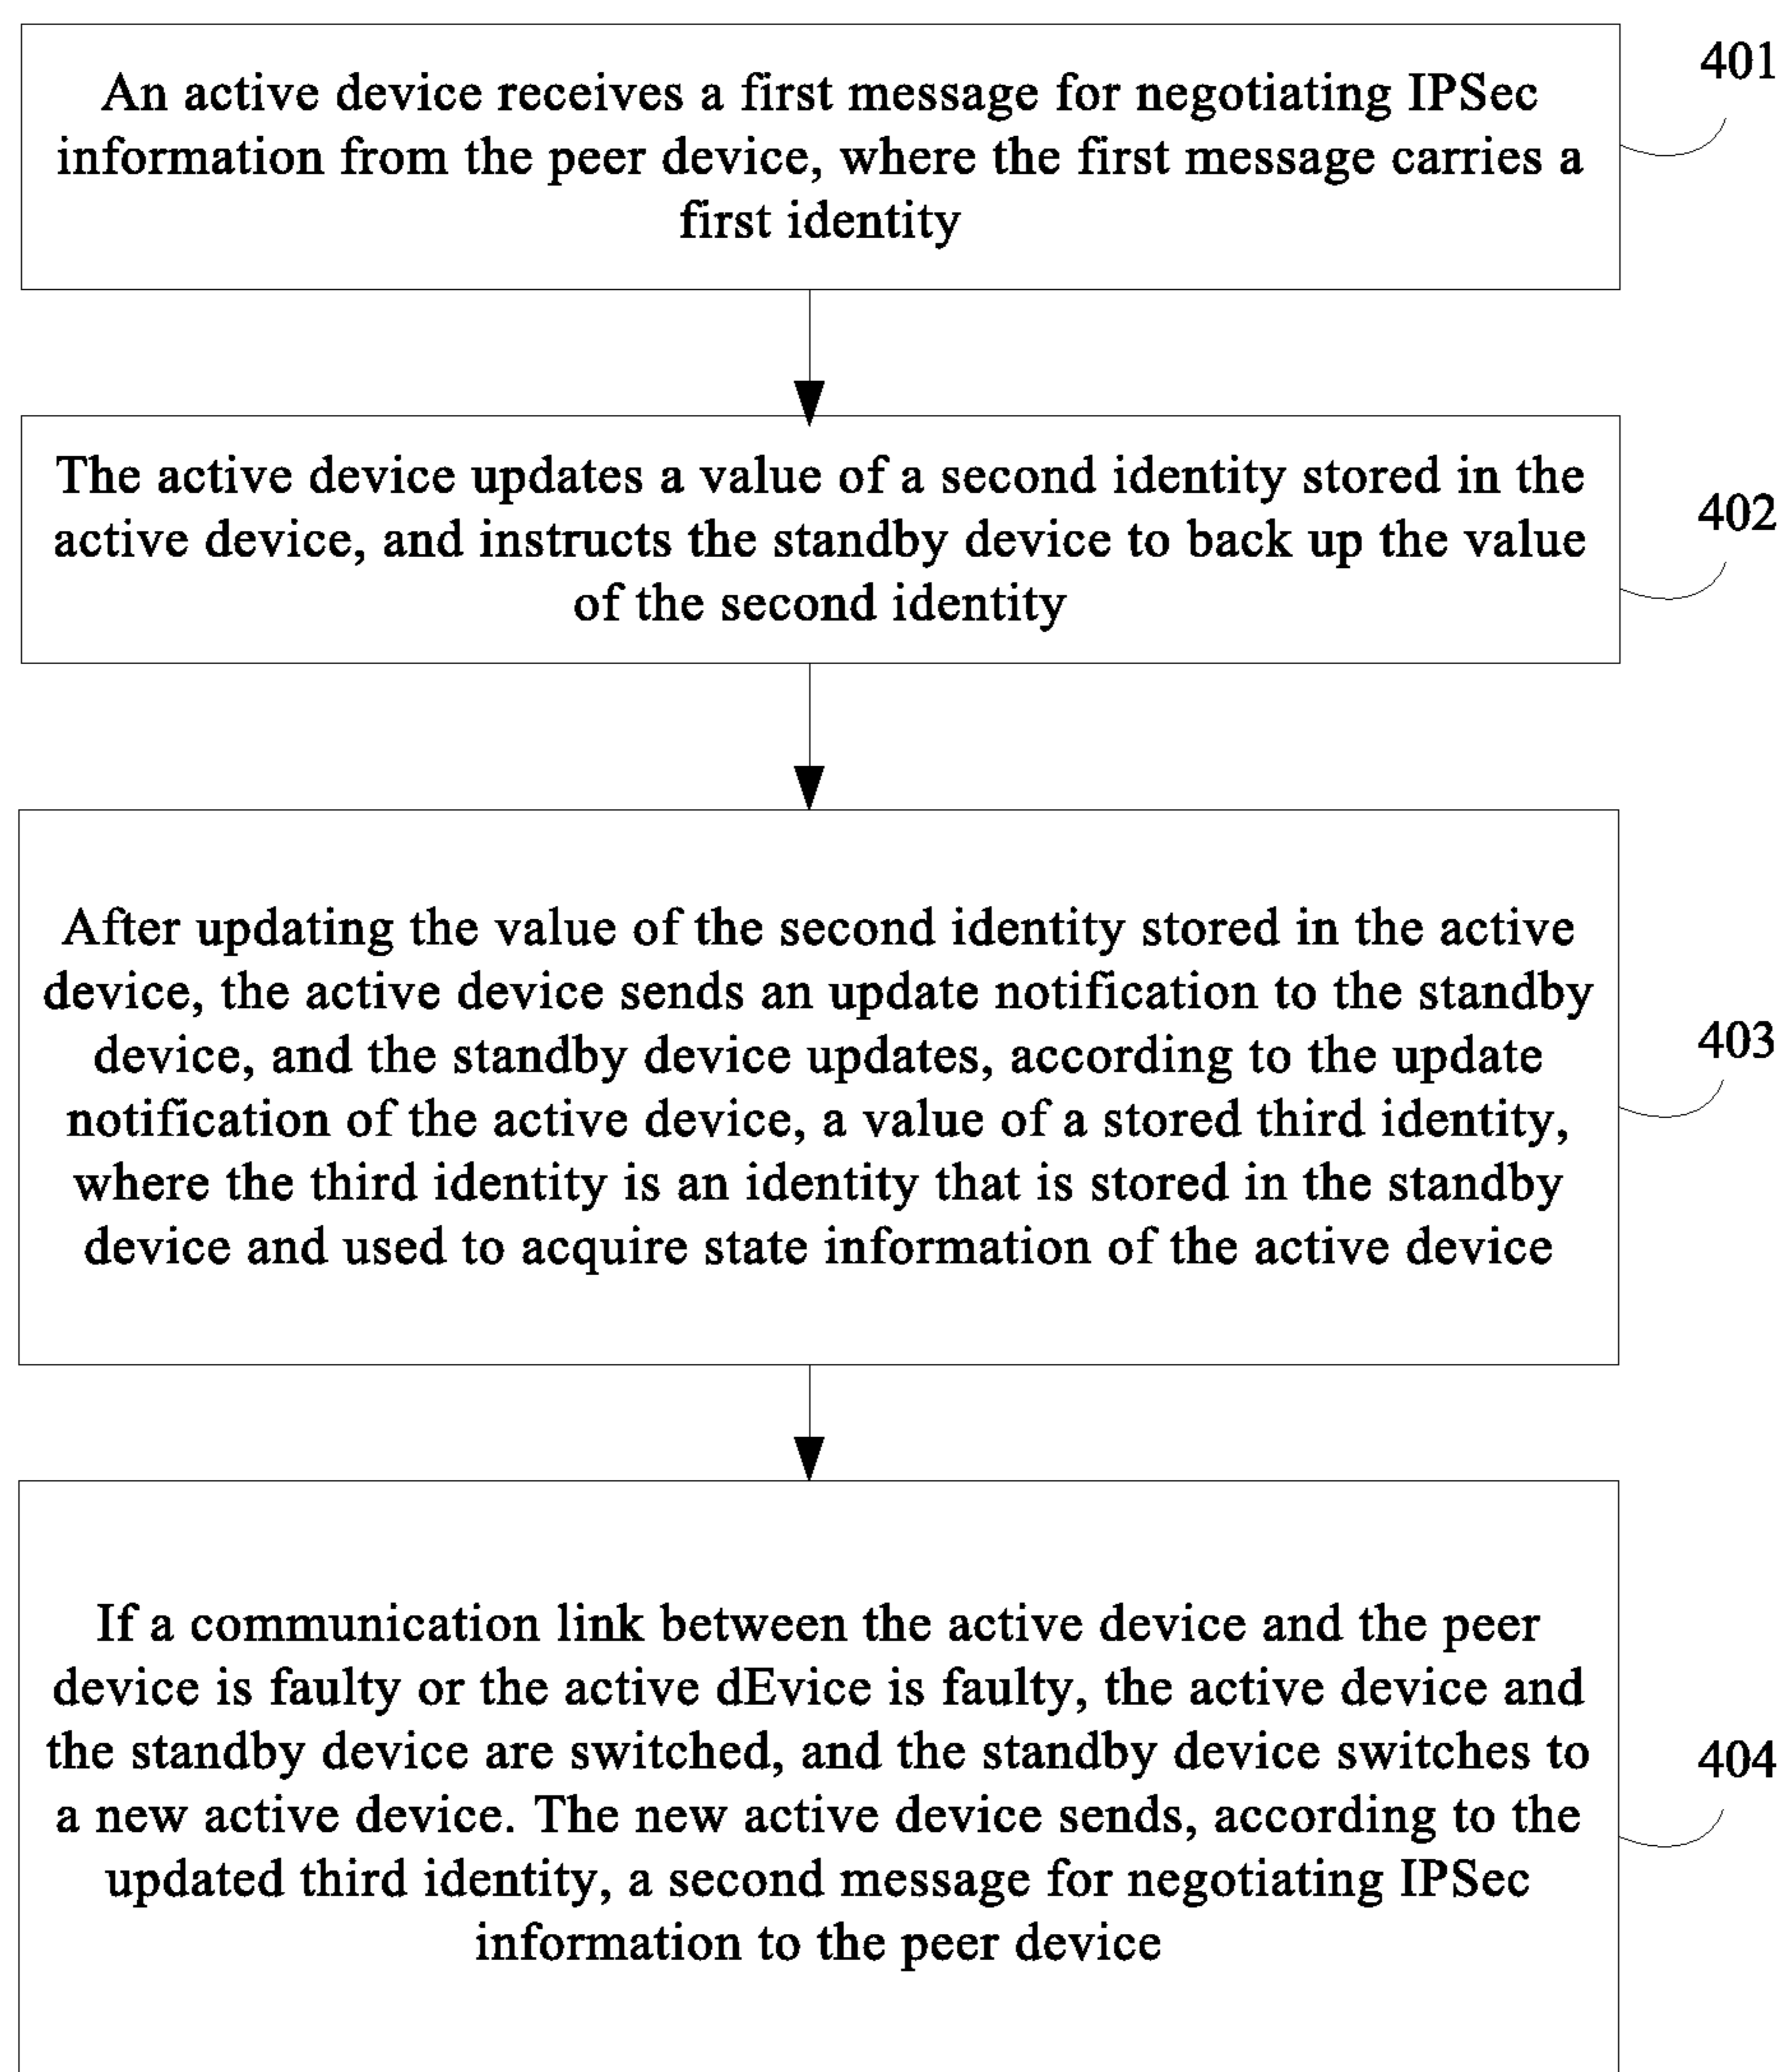 An active device receives a first message for negotiating IPSec
information from the peer device, where the first message carries a
first identity
401
The active device updates a value of a second identity stored in the
active device, and instructs the standby device to back up the value
of the second identity
402
After updating the value of the second identity stored in the active
device, the active device sends an update notification to the standby
device, and the standby device updates, according to the update
notification of the active device, a value of a stored third identity,
where the third identity is an identity that is stored in the standby
device and used to acquire state information of the active device
403
If a communication link between the active device and the peer
device is faulty or the active dEvice is faulty, the active device and
the standby device are switched, and the standby device switches to
a new active device. The new active device sends, according to the
updated third identity, a second message for negotiating IPSec
information to the peer device
404